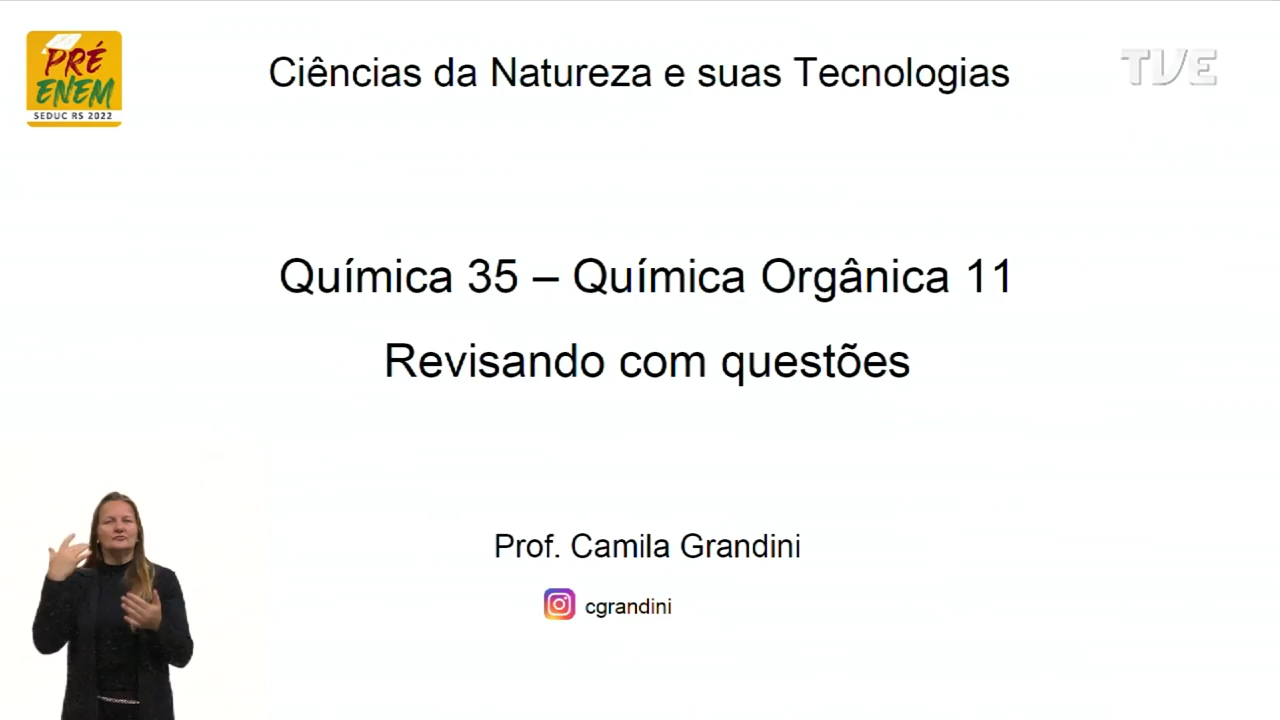 PRÉ
ENEM
SEDUC RS 2022
Ciências da Natureza e suas Tecnologias
TVE
Química 35 – Química Orgânica 11
Revisando com questões
Prof. Camila Grandini
cgrandini